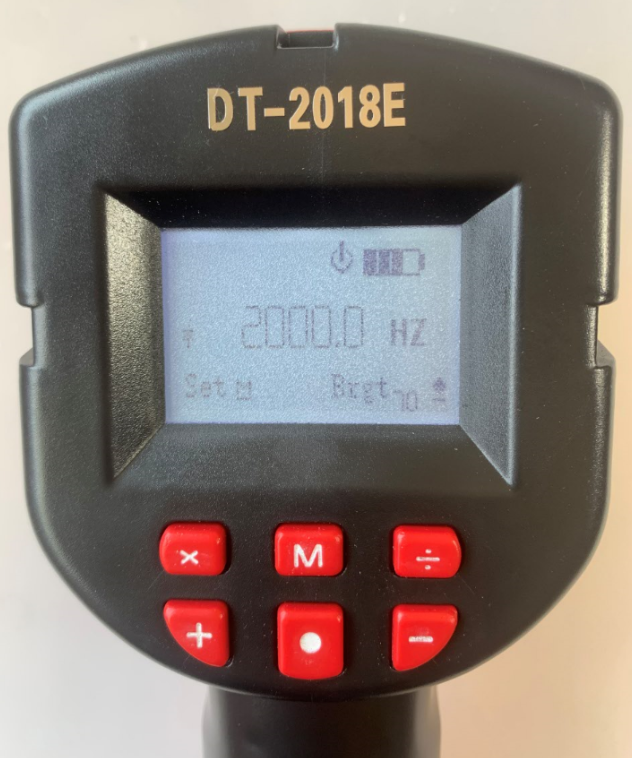 DT-2018E
2000.0 HZ
Set M Brgt 70
× M ÷
+ −